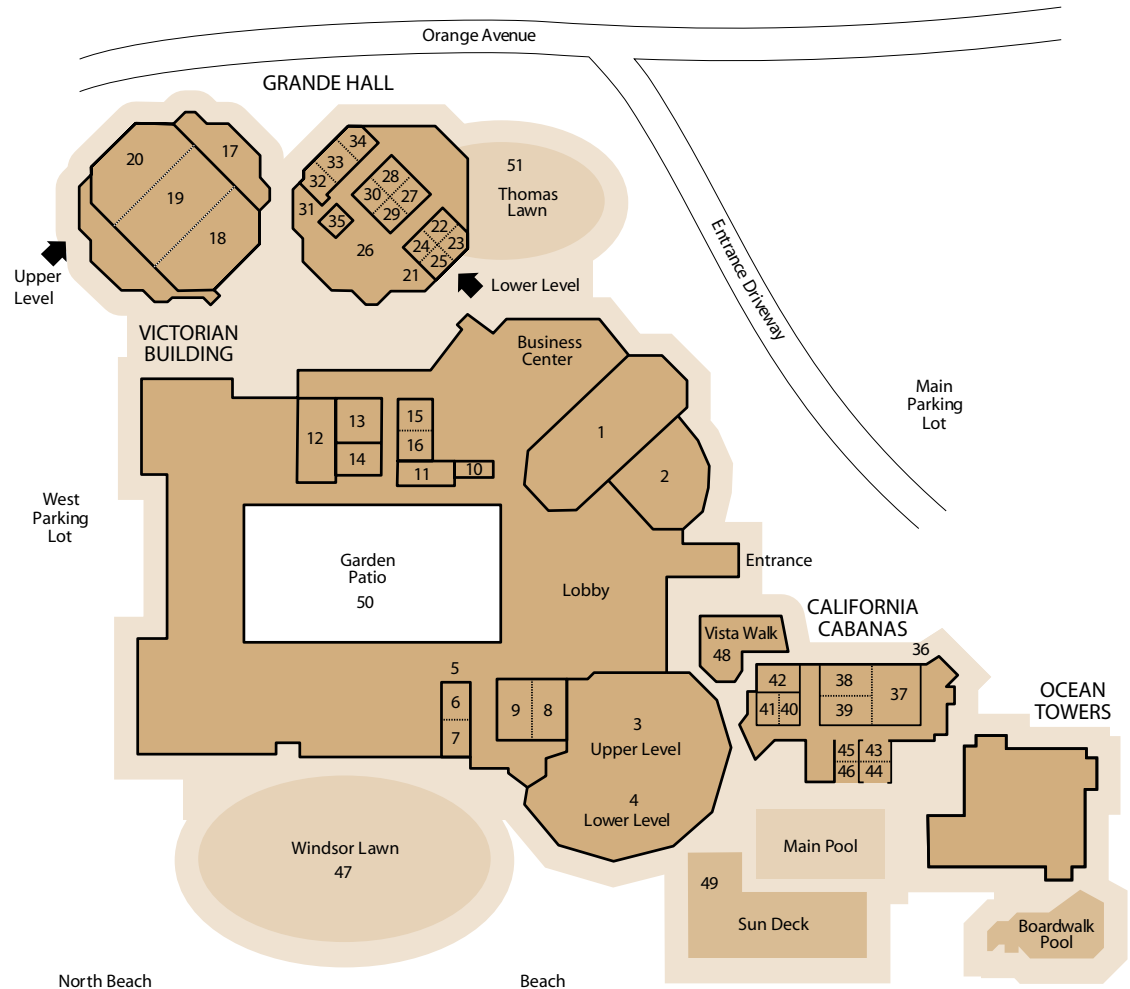 Orange Avenue
GRANDE HALL
20
17
19
18
34
33
32
31
35
28
30
27
29
26
22
24
23
25
21
51
Thomas
Lawn
Upper
Level
Lower Level
Entrance Driveway
VICTORIAN
BUILDING
Business
Center
Main
Parking
Lot
1
2
12
13
14
15
16
11
10
West
Parking
Lot
Garden
Patio
50
Lobby
Entrance
CALIFORNIA
CABANAS
Vista Walk
48
36
42
41
40
38
39
37
45
43
46
44
OCEAN
TOWERS
5
6
7
9
8
3
Upper Level
4
Lower Level
Windsor Lawn
47
Main Pool
49
Sun Deck
Boardwalk
Pool
North Beach
Beach